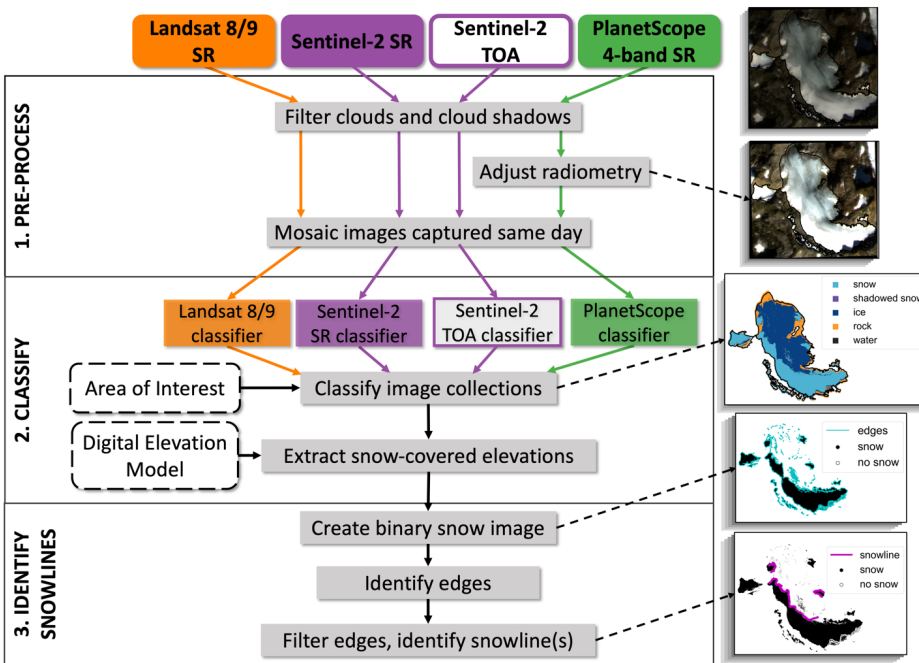 Landsat 8/9
SR
Sentinel-2 SR
Sentinel-2
TOA
PlanetScope
4-band SR
1. PRE-PROCESS
Filter clouds and cloud shadows
Adjust radiometry
Mosaic images captured same day
2. CLASSIFY
Landsat 8/9
classifier
Sentinel-2
SR classifier
Sentinel-2
TOA classifier
PlanetScope
classifier
Area of Interest
Classify image collections
Digital Elevation
Model
Extract snow-covered elevations
3. IDENTIFY
SNOWLINES
Create binary snow image
Identify edges
Filter edges, identify snowline(s)
snow
shadowed snow
ice
rock
water
edges
snow
no snow
snowline
snow
no snow